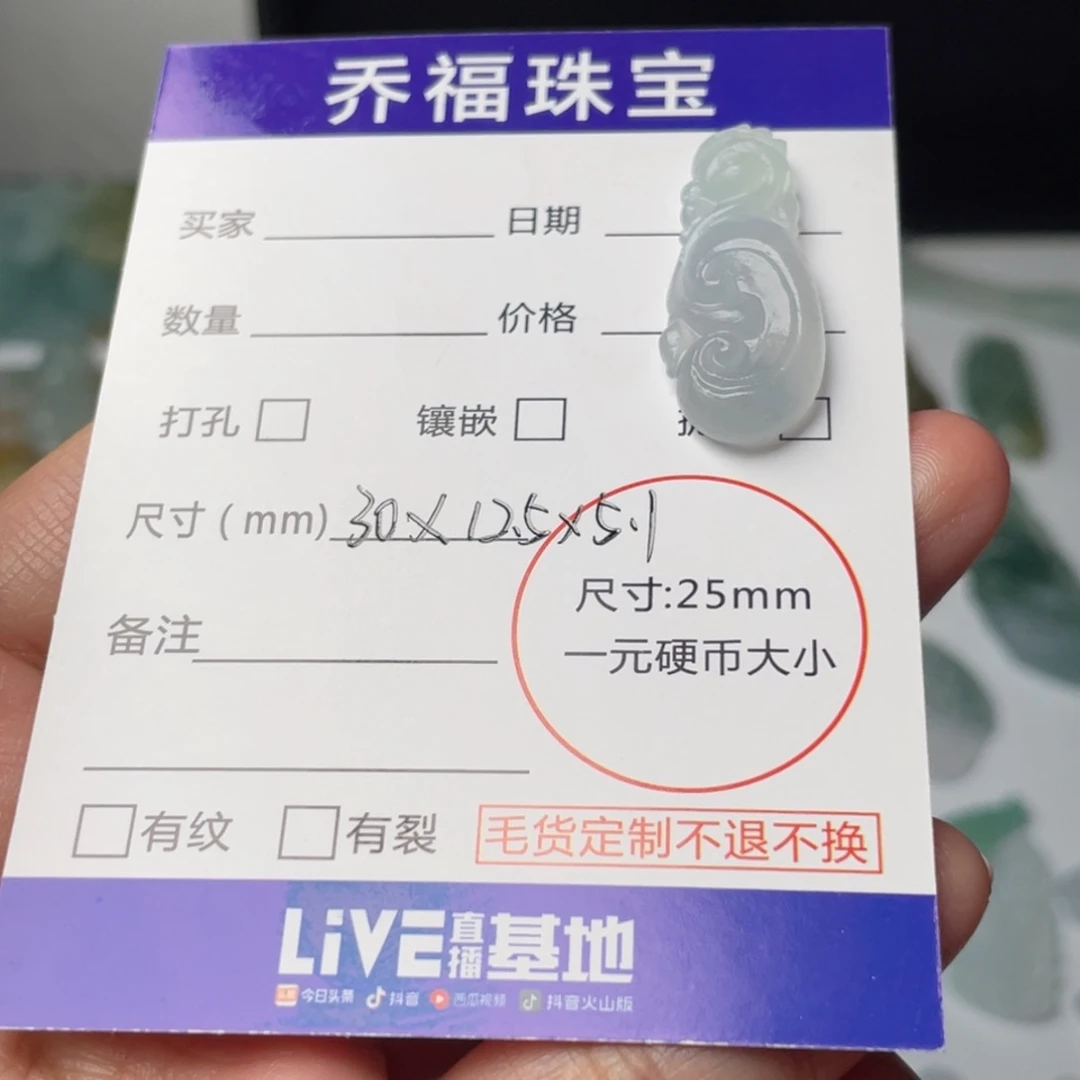 乔福珠宝
买家 日期
数量 价格
打孔 镶嵌
尺寸(mm) 30×12.5×5.1
尺寸:25mm
一元硬币大小
备注
有纹 有裂 毛货定制不退不换
LiVE直播基地
今日头条 抖音 西瓜视频 抖音火山版